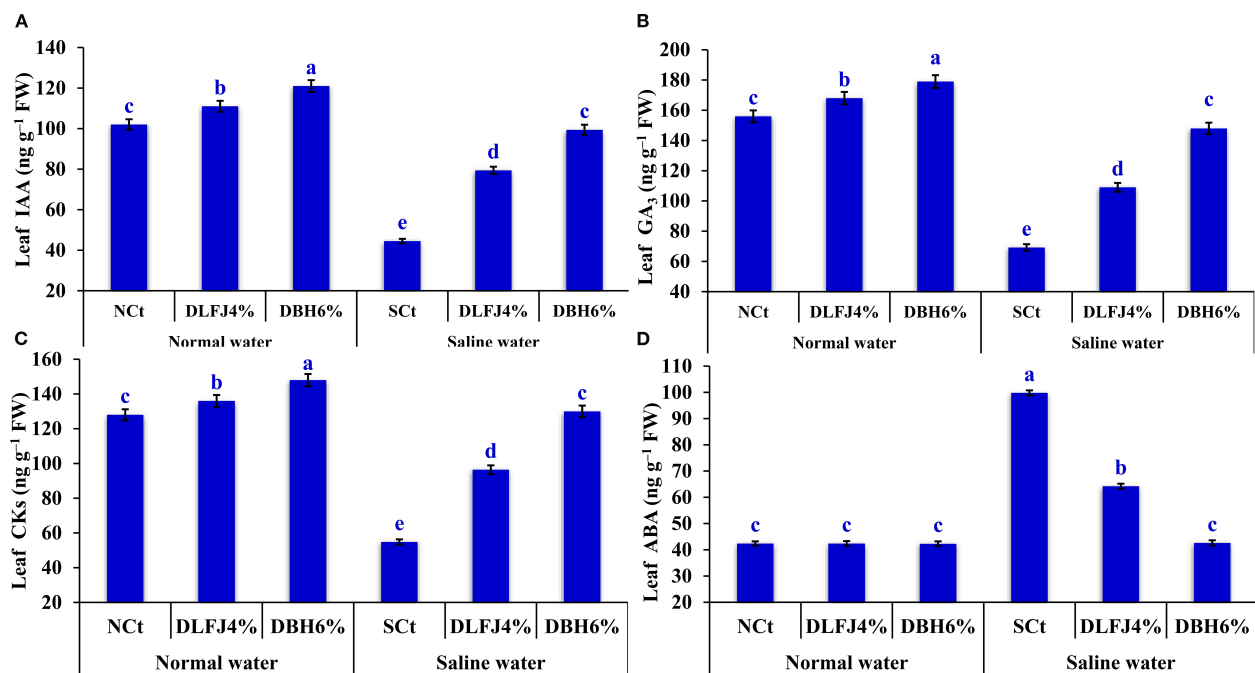 A
Leaf IAA (ng g⁻¹ FW)
140
120
100
80
60
40
20
c
b
a
e
d
c
NCt DLFJ4% DBH6% SCt DLFJ4% DBH6%
Normal water Saline water
B
Leaf GA₃ (ng g⁻¹ FW)
200
180
160
140
120
100
80
60
40
c
b
a
e
d
c
NCt DLFJ4% DBH6% SCt DLFJ4% DBH6%
Normal water Saline water
C
Leaf CKs (ng g⁻¹ FW)
160
140
120
100
80
60
40
20
c
b
a
e
d
c
NCt DLFJ4% DBH6% SCt DLFJ4% DBH6%
Normal water Saline water
D
Leaf ABA (ng g⁻¹ FW)
110
100
90
80
70
60
50
40
30
20
c
c
c
a
b
c
NCt DLFJ4% DBH6% SCt DLFJ4% DBH6%
Normal water Saline water